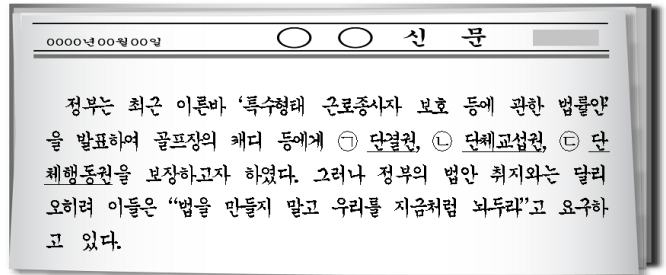 0000년00월00일
○ ○ 신 문
정부는 최근 이른바 '특수형태 근로종사자 보호 등에 관한 법률안'
을 발표하여 골프장의 캐디 등에게 ㉠ 단결권, ㉡ 단체교섭권, ㉢ 단
체행동권을 보장하고자 하였다. 그러나 정부의 법안 취지와는 달리
오히려 이들은 “법을 만들지 말고 우리를 지금처럼 놔두라”고 요구하
고 있다.